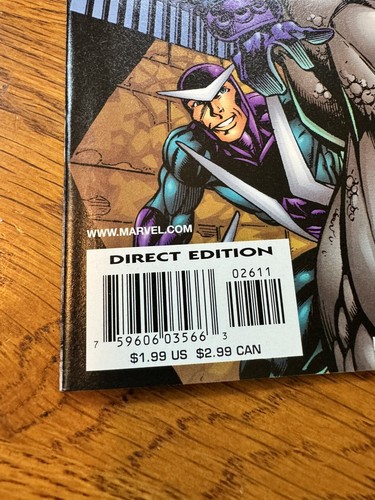 WWW.MARVEL.COM
DIRECT EDITION
02611
7 59606 03566 3
$1.99 US $2.99 CAN